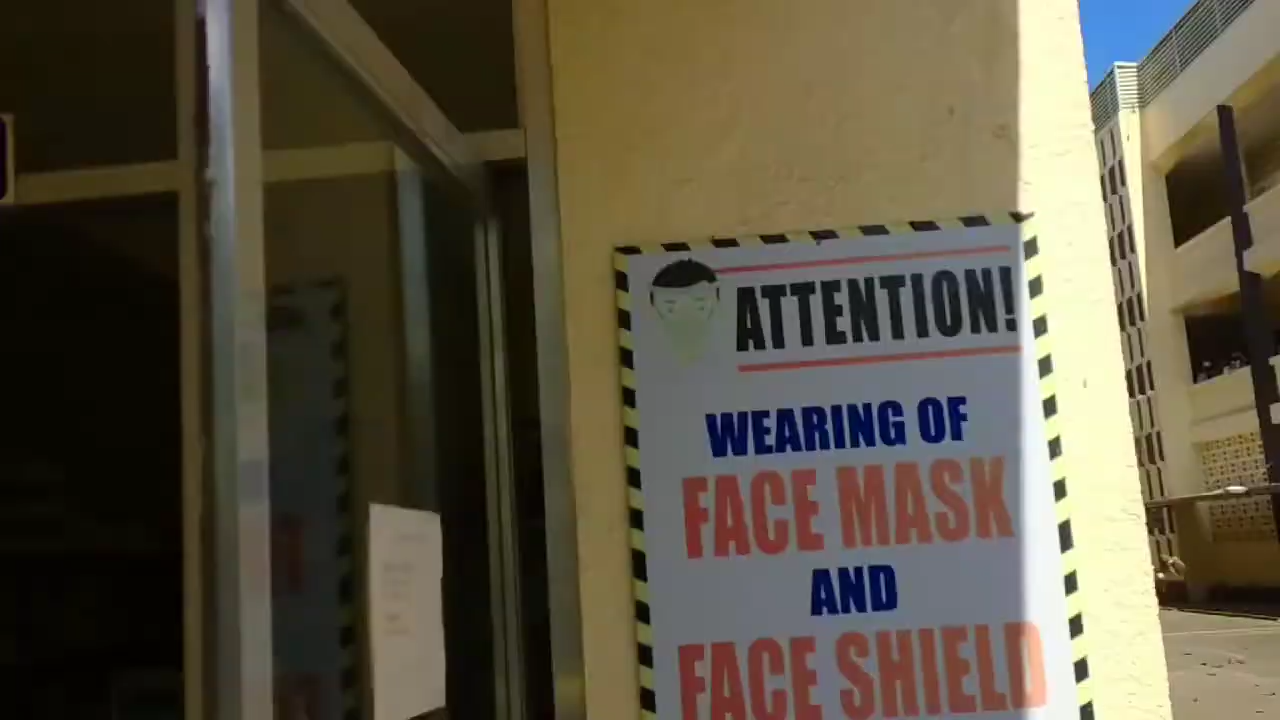 ATTENTION!
WEARING OF
FACE MASK
AND
FACE SHIELD